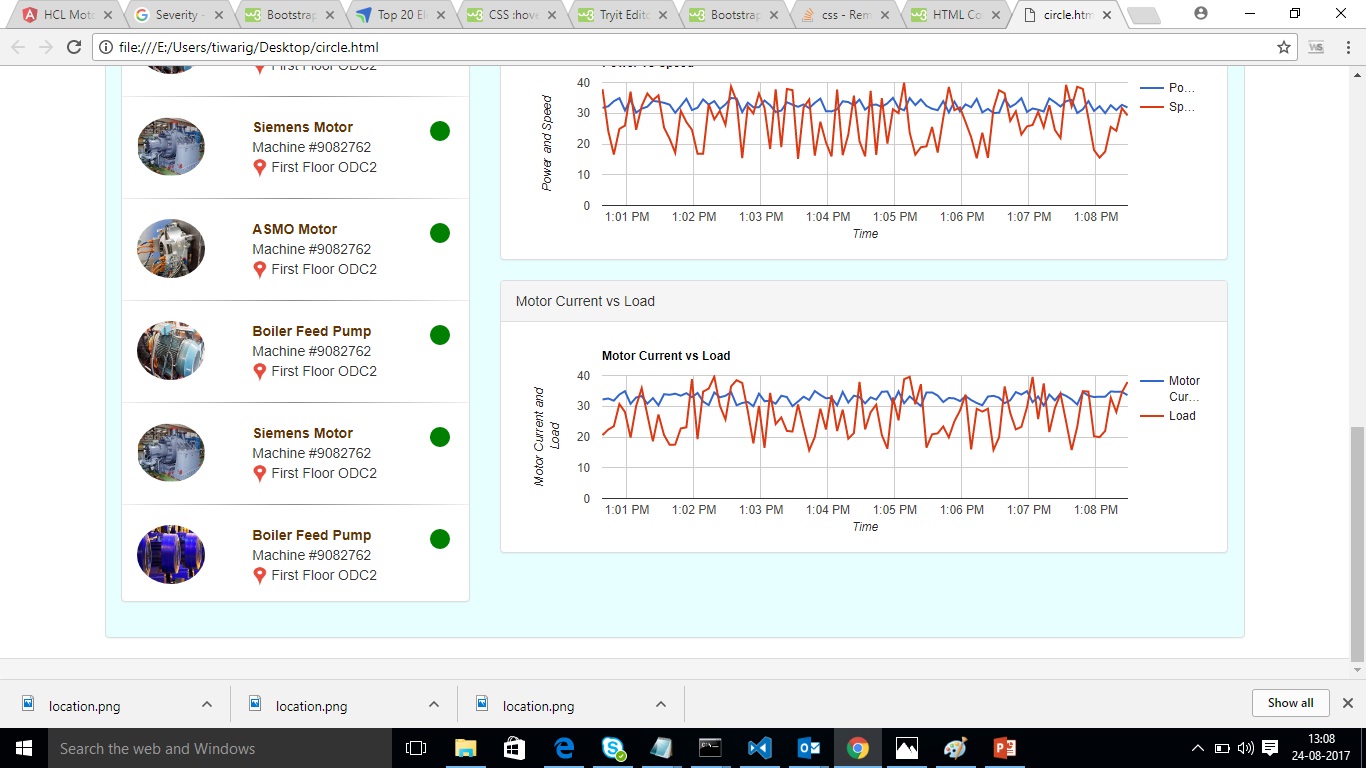 HCL Mot
Severity -
Bootstrap
Top 20 El
CSS :hove
Tryit Edito
Bootstrap
css - Rem
HTML Co
circle.htm
file:///E:/Users/tiwarig/Desktop/circle.html
First Floor ODC2
Siemens Motor
Machine #9082762
First Floor ODC2
ASMO Motor
Machine #9082762
First Floor ODC2
Boiler Feed Pump
Machine #9082762
First Floor ODC2
Siemens Motor
Machine #9082762
First Floor ODC2
Boiler Feed Pump
Machine #9082762
First Floor ODC2
Power vs Speed
Power and Speed
40
30
20
10
0
1:01 PM 1:02 PM 1:03 PM 1:04 PM 1:05 PM 1:06 PM 1:07 PM 1:08 PM
Time
Po...
Sp...
Motor Current vs Load
Motor Current vs Load
Motor Current and
Load
40
30
20
10
0
1:01 PM 1:02 PM 1:03 PM 1:04 PM 1:05 PM 1:06 PM 1:07 PM 1:08 PM
Time
Motor
Cur...
Load
location.png
location.png
location.png
Show all
Search the web and Windows
13:08
24-08-2017